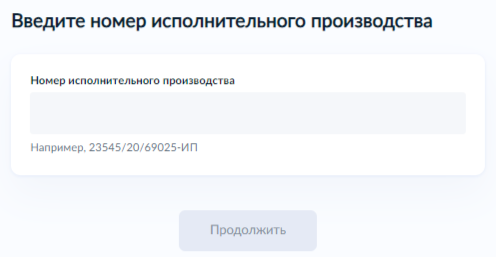 Введите номер исполнительного производства
Номер исполнительного производства
Например, 23545/20/69025-ИП
Продолжить